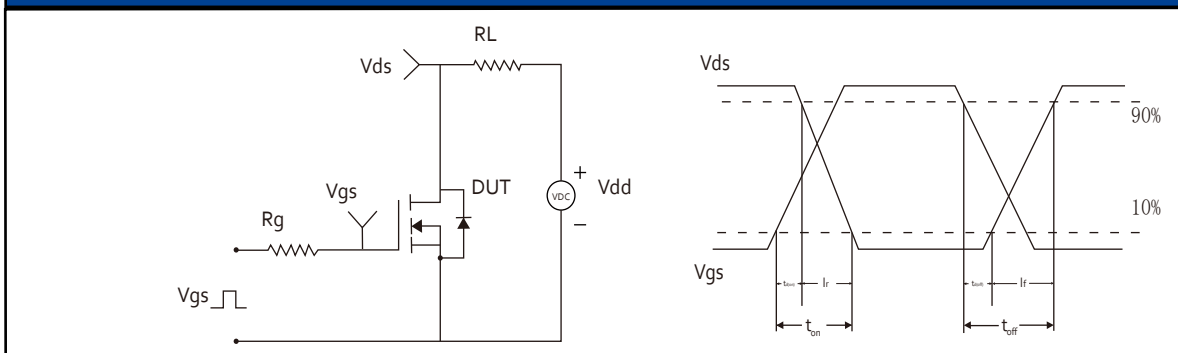 RL
Vds
Vgs
DUT
+
VDC
Vdd
−
Rg
Vgs
Vds
90%
10%
Vgs
Ir
If
ton
toff